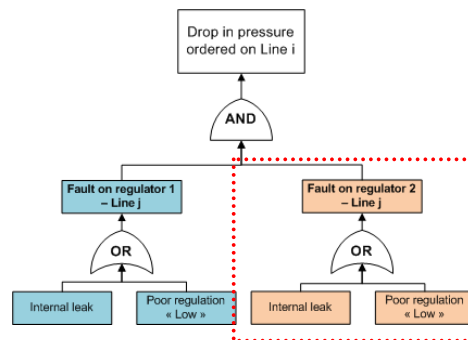 Drop in pressure
ordered on Line i
AND
Fault on regulator 1
– Line j
Fault on regulator 2
– Line j
OR
OR
Internal leak
Poor regulation
« Low »
Internal leak
Poor regulation
« Low »